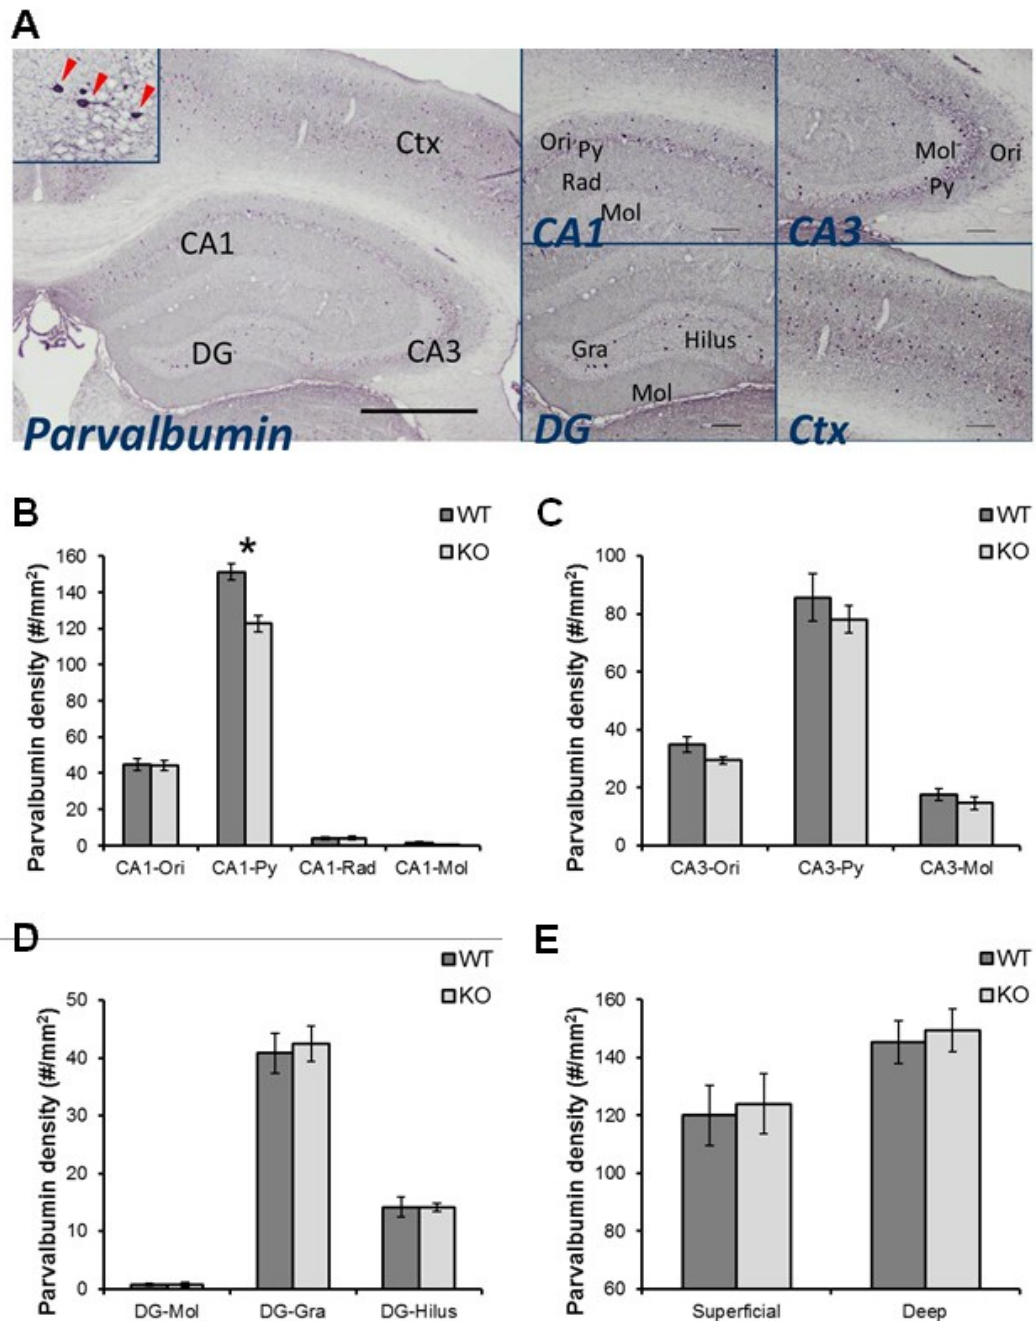 A
Ctx
CA1
DG
CA3
Parvalbumin
Ori Py
Rad
Mol
CA1
Mol
Ori
Py
CA3
Gra
Hilus
Mol
DG
Ctx
B
WT
KO
*
Parvalbumin density (#/mm²)
160
140
120
100
80
60
40
20
0
CA1-Ori CA1-Py CA1-Rad CA1-Mol
C
WT
KO
Parvalbumin density (#/mm²)
100
80
60
40
20
0
CA3-Ori CA3-Py CA3-Mol
D
WT
KO
Parvalbumin density (#/mm²)
50
40
30
20
10
0
DG-Mol DG-Gra DG-Hilus
E
WT
KO
Parvalbumin density (#/mm²)
160
140
120
100
80
60
Superficial Deep